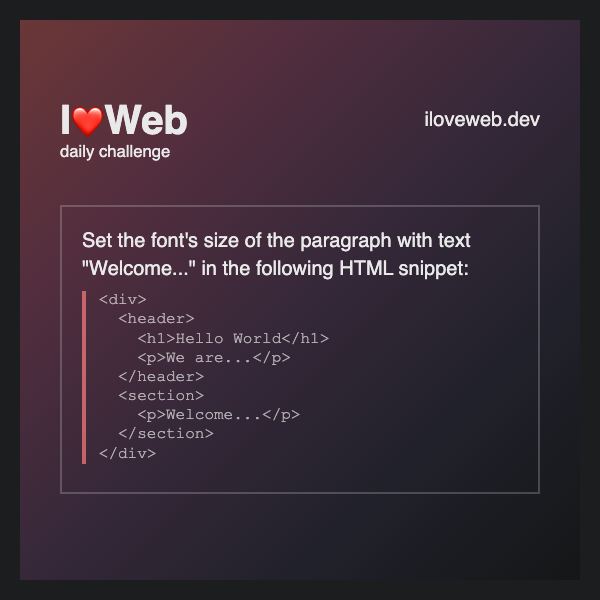 I❤️Web
iloveweb.dev
daily challenge
Set the font's size of the paragraph with text
"Welcome..." in the following HTML snippet:
<div>
  <header>
    <h1>Hello World</h1>
    <p>We are...</p>
  </header>
  <section>
    <p>Welcome...</p>
  </section>
</div>